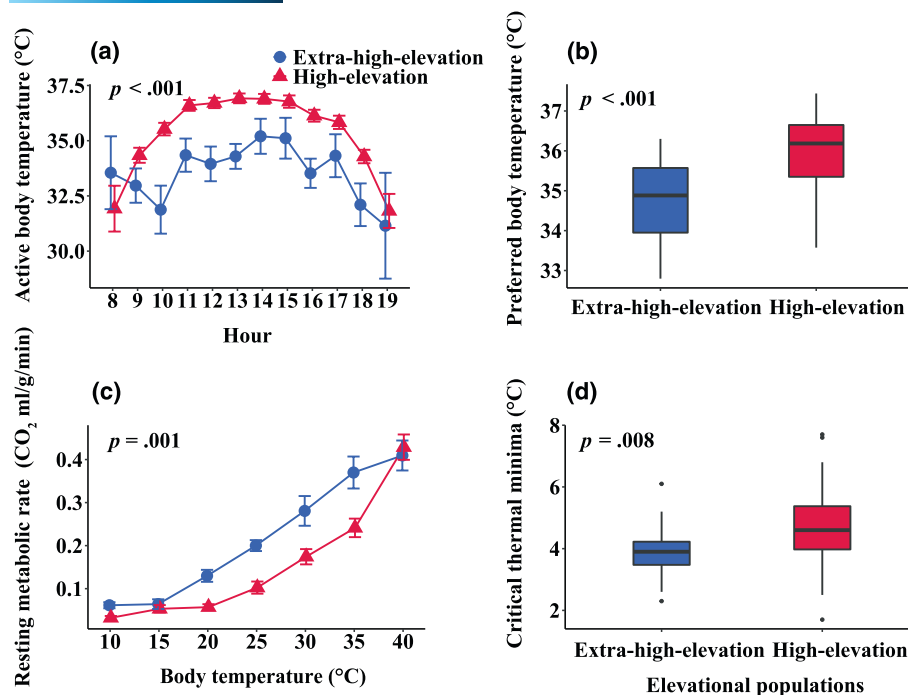 (a)
Extra-high-elevation
High-elevation
p < .001
Active body temperature (°C)
37.5
35.0
32.5
30.0
8 9 10 11 12 13 14 15 16 17 18 19
Hour
(b)
p < .001
Preferred body temeperature (°C)
37
36
35
34
33
Extra-high-elevation High-elevation
(c)
p = .001
Resting metabolic rate (CO2 ml/g/min)
0.4
0.3
0.2
0.1
10 15 20 25 30 35 40
Body temperature (°C)
(d)
p = .008
Critical thermal minima (°C)
8
6
4
2
Extra-high-elevation High-elevation
Elevational populations